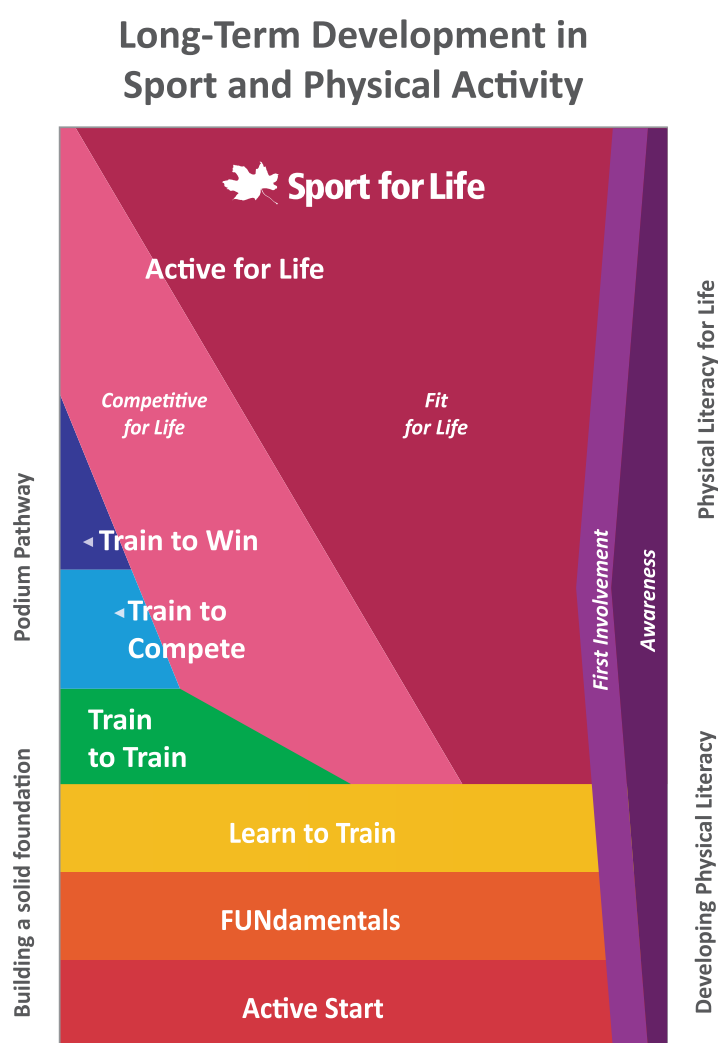 Long-Term Development in
Sport and Physical Activity
Sport for Life
Active for Life
Competitive
for Life
Fit
for Life
Train to Win
Train to
Compete
Train
to Train
Learn to Train
FUNdamentals
Active Start
Podium Pathway
Building a solid foundation
First Involvement
Awareness
Physical Literacy for Life
Developing Physical Literacy